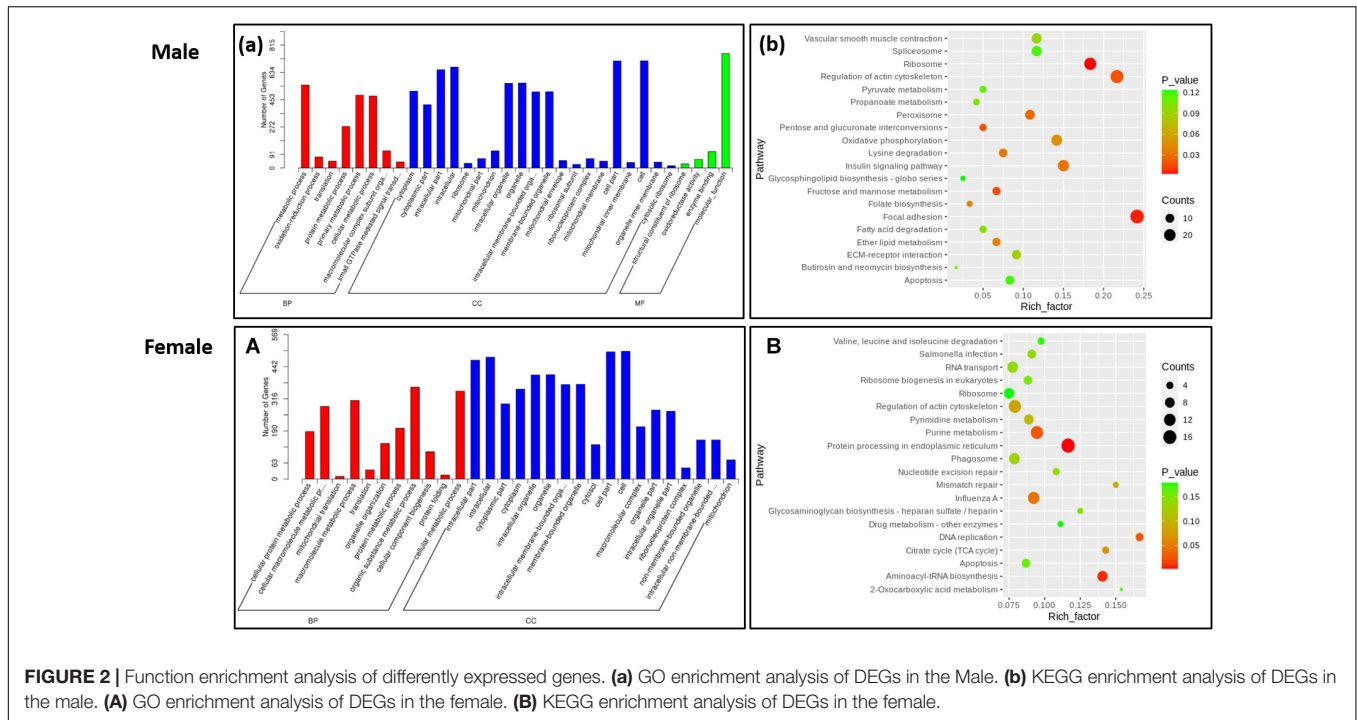 Male
(a)
Number of Genes
815
634
453
272
91
0
metabolic process
oxidation-reduction process
translation
protein metabolic process
primary metabolic process
cellular metabolic process
macromolecular complex subunit orga...
small GTPase mediated signal transd...
cytoplasm
cytoplasmic part
intracellular part
intracellular
ribosome
mitochondrial part
mitochondrion
intracellular organelle
organelle
intracellular membrane-bounded orga...
membrane-bounded organelle
mitochondrial envelope
ribosomal subunit
ribonucleoprotein complex
mitochondrial membrane
cell part
mitochondrial inner membrane
cell
organelle inner membrane
cytosolic ribosome
structural constituent of ribosome
oxidoreductase activity
enzyme binding
molecular_function
BP
CC
MF
(b)
Pathway
Vascular smooth muscle contraction
Spliceosome
Ribosome
Regulation of actin cytoskeleton
Pyruvate metabolism
Propanoate metabolism
Peroxisome
Pentose and glucuronate interconversions
Oxidative phosphorylation
Lysine degradation
Insulin signaling pathway
Glycosphingolipid biosynthesis - globo series
Fructose and mannose metabolism
Folate biosynthesis
Focal adhesion
Fatty acid degradation
Ether lipid metabolism
ECM-receptor interaction
Butirosin and neomycin biosynthesis
Apoptosis
0.05 0.10 0.15 0.20 0.25
Rich_factor
P_value
0.12
0.09
0.06
0.03
Counts
10
20
Female
A
Number of Genes
569
442
316
190
63
0
cellular protein metabolic process
cellular macromolecule metabolic pr...
mitochondrial translation
macromolecule metabolic process
translation
organelle organization
protein metabolic process
organic substance metabolic process
cellular component biogenesis
protein folding
cellular metabolic process
intracellular part
intracellular
cytoplasmic part
cytoplasm
intracellular organelle
organelle
intracellular membrane-bounded orga...
membrane-bounded organelle
cytosol
cell part
cell
macromolecular complex
organelle part
intracellular organelle part
ribonucleoprotein complex
non-membrane-bounded organelle
intracellular non-membrane-bounded ...
mitochondrion
BP
CC
B
Pathway
Valine, leucine and isoleucine degradation
Salmonella infection
RNA transport
Ribosome biogenesis in eukaryotes
Ribosome
Regulation of actin cytoskeleton
Pyrimidine metabolism
Purine metabolism
Protein processing in endoplasmic reticulum
Phagosome
Nucleotide excision repair
Mismatch repair
Influenza A
Glycosaminoglycan biosynthesis - heparan sulfate / heparin
Drug metabolism - other enzymes
DNA replication
Citrate cycle (TCA cycle)
Apoptosis
Aminoacyl-tRNA biosynthesis
2-Oxocarboxylic acid metabolism
0.075 0.100 0.125 0.150
Rich_factor
Counts
4
8
12
16
P_value
0.15
0.10
0.05
FIGURE 2 | Function enrichment analysis of differently expressed genes. (a) GO enrichment analysis of DEGs in the Male. (b) KEGG enrichment analysis of DEGs in
the male. (A) GO enrichment analysis of DEGs in the female. (B) KEGG enrichment analysis of DEGs in the female.